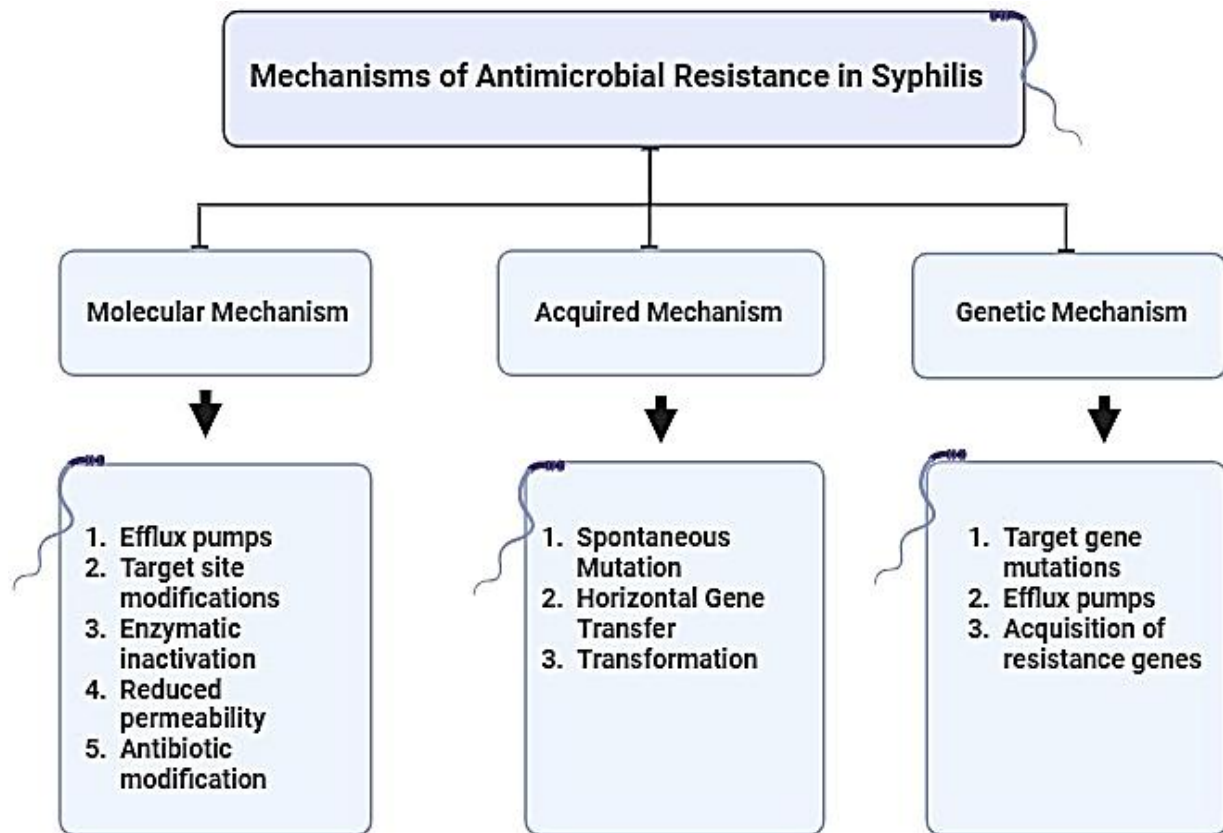 Mechanisms of Antimicrobial Resistance in Syphilis
Molecular Mechanism
Acquired Mechanism
Genetic Mechanism
1. Efflux pumps
2. Target site
modifications
3. Enzymatic
inactivation
4. Reduced
permeability
5. Antibiotic
modification
1. Spontaneous
Mutation
2. Horizontal Gene
Transfer
3. Transformation
1. Target gene
mutations
2. Efflux pumps
3. Acquisition of
resistance genes